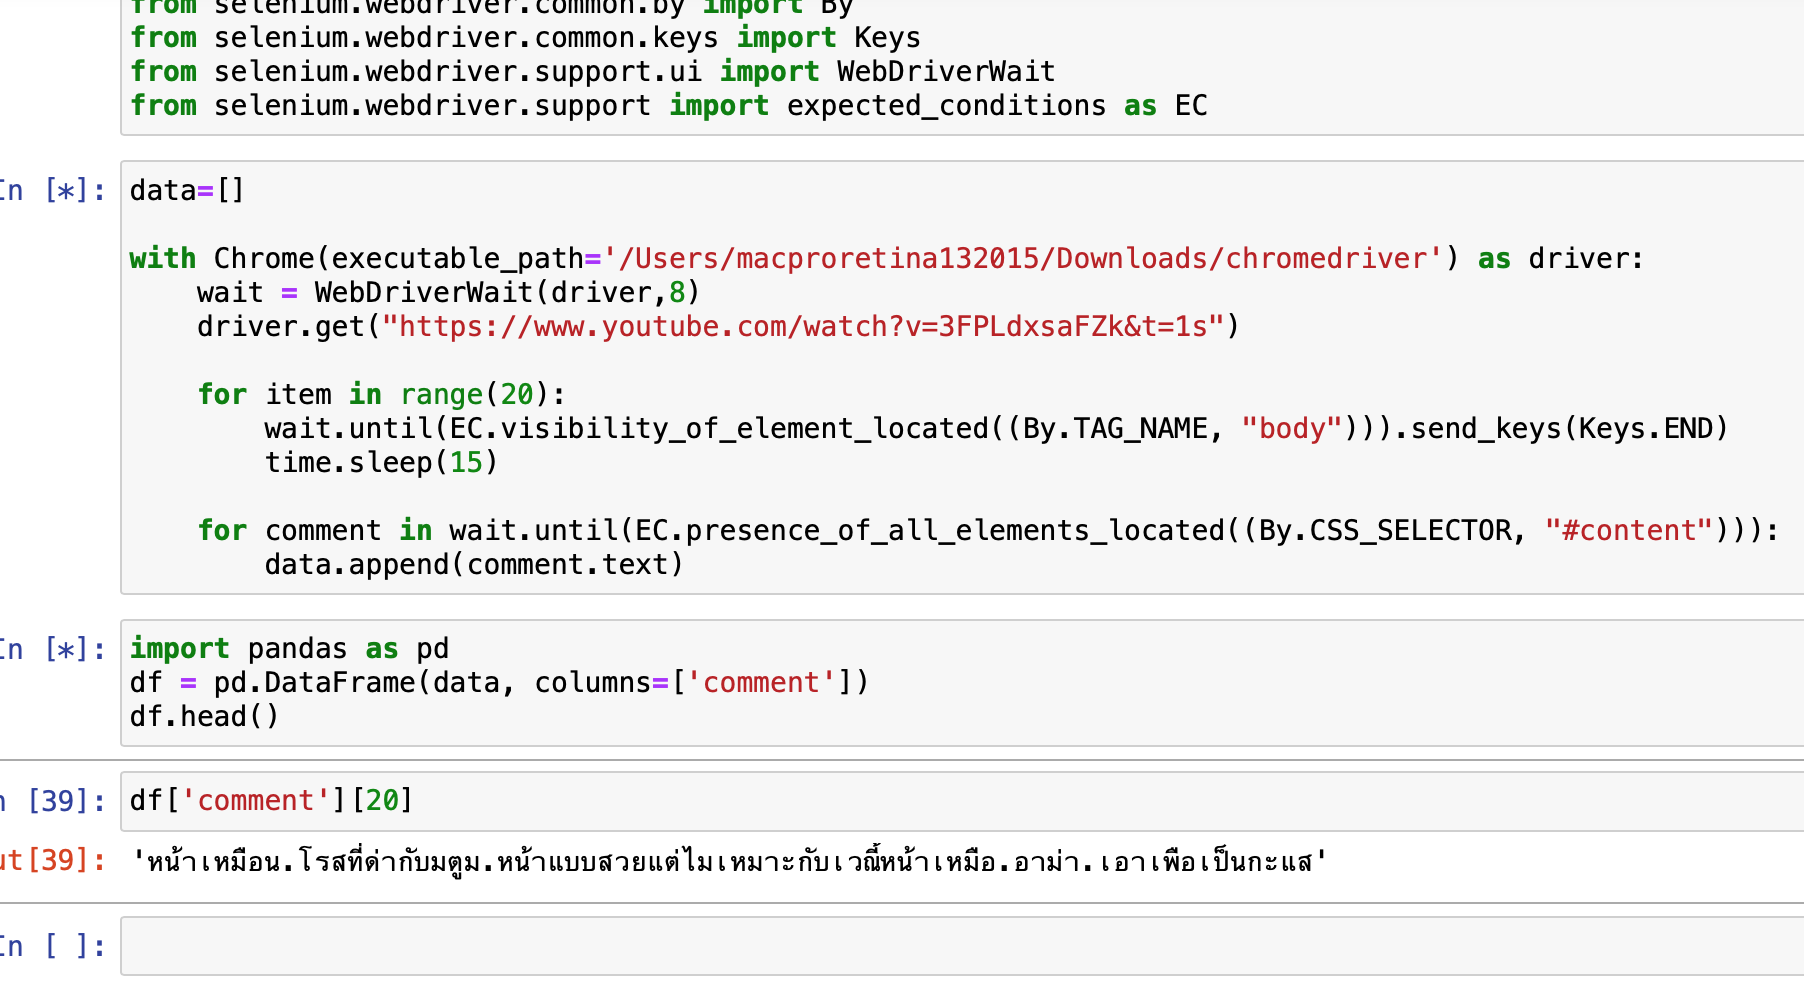 from selenium.webdriver.common.by import By
from selenium.webdriver.common.keys import Keys
from selenium.webdriver.support.ui import WebDriverWait
from selenium.webdriver.support import expected_conditions as EC
In [*]: data=[]
with Chrome(executable_path='/Users/macproretina132015/Downloads/chromedriver') as driver:
wait = WebDriverWait(driver,8)
driver.get("https://www.youtube.com/watch?v=3FPLdxsaFZk&t=1s")
for item in range(20):
wait.until(EC.visibility_of_element_located((By.TAG_NAME, "body"))).send_keys(Keys.END)
time.sleep(15)
for comment in wait.until(EC.presence_of_all_elements_located((By.CSS_SELECTOR, "#content"))):
data.append(comment.text)
In [*]: import pandas as pd
df = pd.DataFrame(data, columns=['comment'])
df.head()
n [39]: df['comment'][20]
ut[39]: 'หน้าเหมือน.โรสที่ด่ากับมตูม.หน้าแบบสวยแต่ไมเหมาะกับเวณี้หน้าเหมือ.อาม่า.เอาเพือเป็นกะแส'
In [ ]: